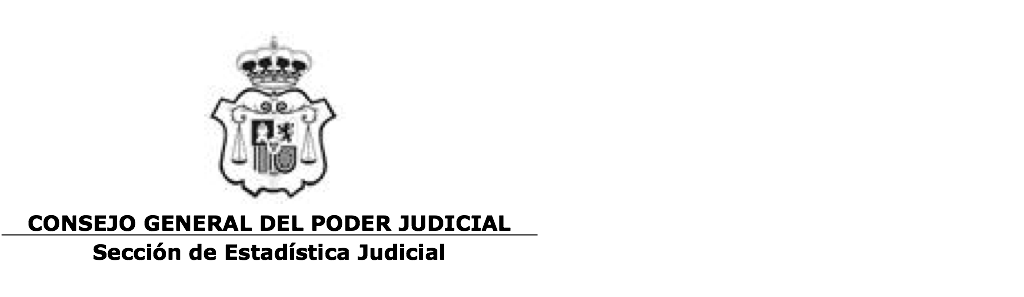 CONSEJO GENERAL DEL PODER JUDICIAL
Sección de Estadística Judicial